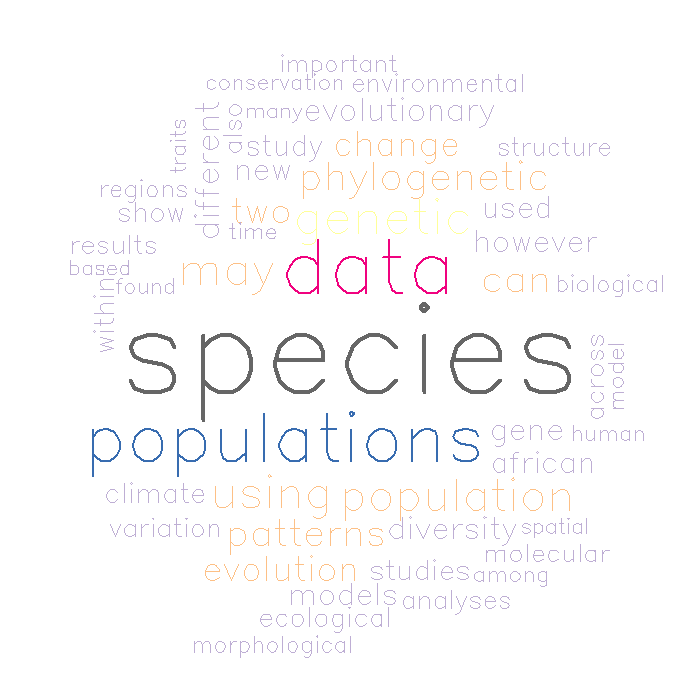 important
conservation environmental
many evolutionary
also
different
traits
study change structure
new phylogenetic
regions
show two genetic used
time
results however
based may data can
found biological
within
species
across
model
populations gene human
african
climate using population
variation patterns diversity spatial
molecular
evolution studies among
models analyses
ecological
morphological